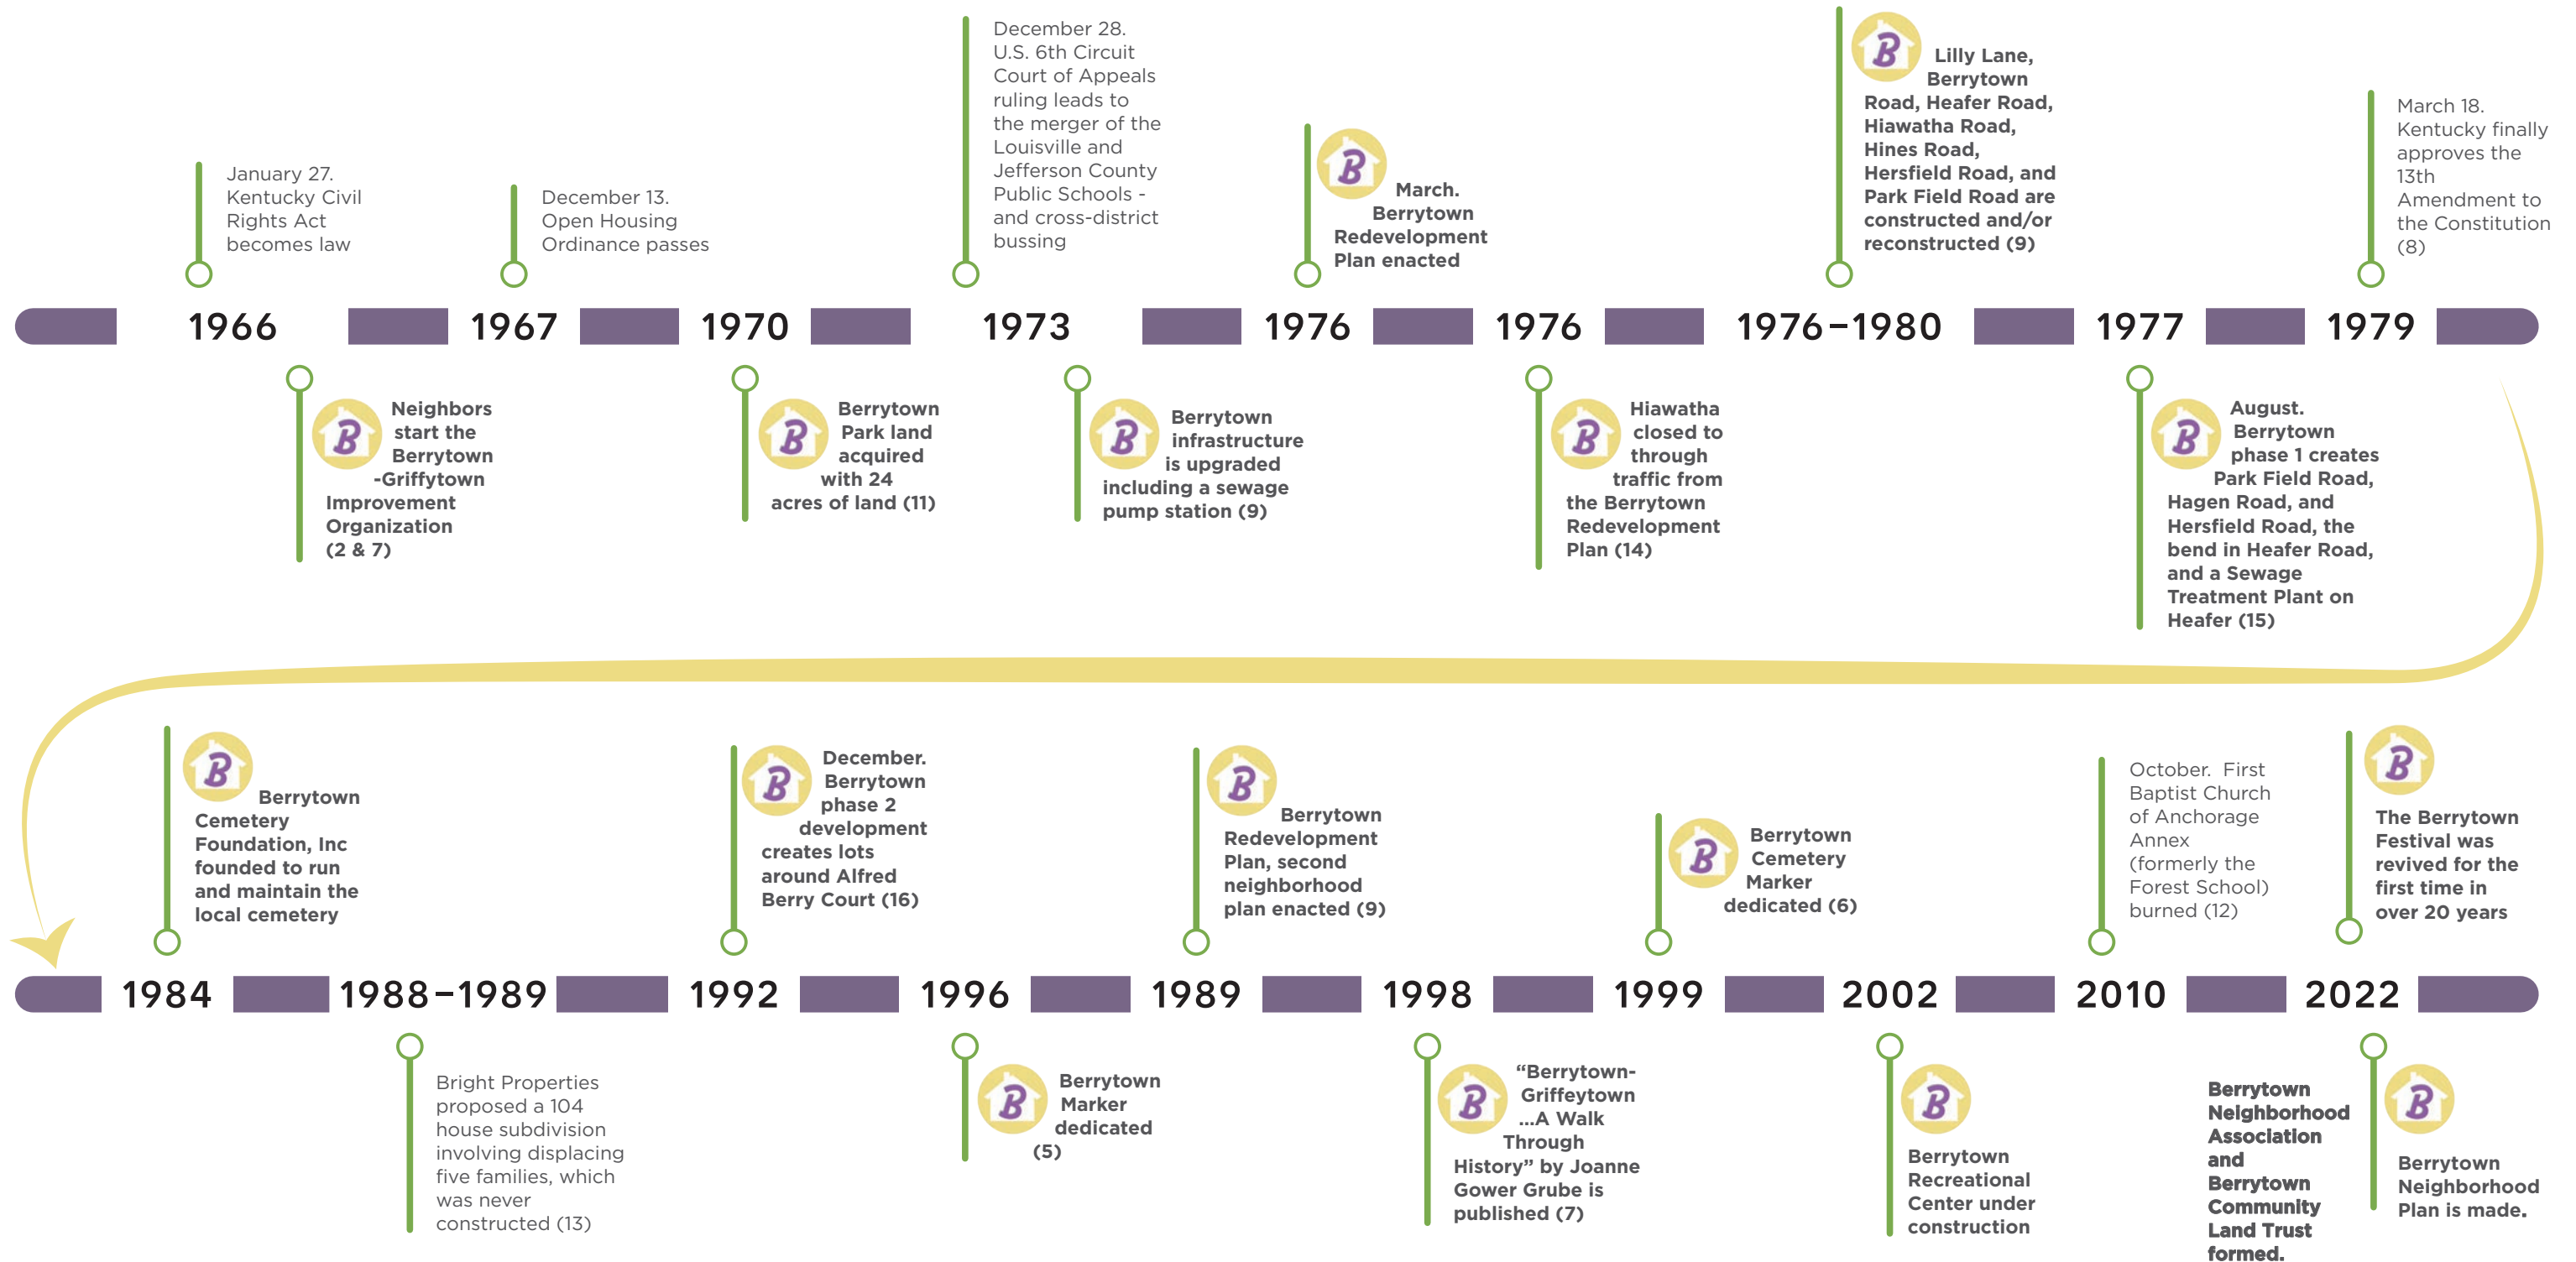 January 27.
Kentucky Civil
Rights Act
becomes law
December 13.
Open Housing
Ordinance passes
December 28.
U.S. 6th Circuit
Court of Appeals
ruling leads to
the merger of the
Louisville and
Jefferson County
Public Schools -
and cross-district
bussing
B
March.
Berrytown
Redevelopment
Plan enacted
B
Lilly Lane,
Berrytown
Road, Heafer Road,
Hiawatha Road,
Hines Road,
Hersfield Road, and
Park Field Road are
constructed and/or
reconstructed (9)
March 18.
Kentucky finally
approves the
13th
Amendment to
the Constitution
(8)
1966 1967 1970 1973 1976 1976 1976–1980 1977 1979
B
Neighbors
start the
Berrytown
-Griffytown
Improvement
Organization
(2 & 7)
B
Berrytown
Park land
acquired
with 24
acres of land (11)
B
Berrytown
infrastructure
is upgraded
including a sewage
pump station (9)
B
Hiawatha
closed to
through
traffic from
the Berrytown
Redevelopment
Plan (14)
B
August.
Berrytown
phase 1 creates
Park Field Road,
Hagen Road, and
Hersfield Road, the
bend in Heafer Road,
and a Sewage
Treatment Plant on
Heafer (15)
B
Berrytown
Cemetery
Foundation, Inc
founded to run
and maintain the
local cemetery
B
December.
Berrytown
phase 2
development
creates lots
around Alfred
Berry Court (16)
B
Berrytown
Redevelopment
Plan, second
neighborhood
plan enacted (9)
B
Berrytown
Cemetery
Marker
dedicated (6)
October. First
Baptist Church
of Anchorage
Annex
(formerly the
Forest School)
burned (12)
B
The Berrytown
Festival was
revived for the
first time in
over 20 years
1984 1988–1989 1992 1996 1989 1998 1999 2002 2010 2022
Bright Properties
proposed a 104
house subdivision
involving displacing
five families, which
was never
constructed (13)
B
Berrytown
Marker
dedicated
(5)
B
“Berrytown-
Griffeytown
...A Walk
Through
History” by Joanne
Gower Grube is
published (7)
B
Berrytown
Recreational
Center under
construction
Berrytown
Neighborhood
Association
and
Berrytown
Community
Land Trust
formed.
B
Berrytown
Neighborhood
Plan is made.